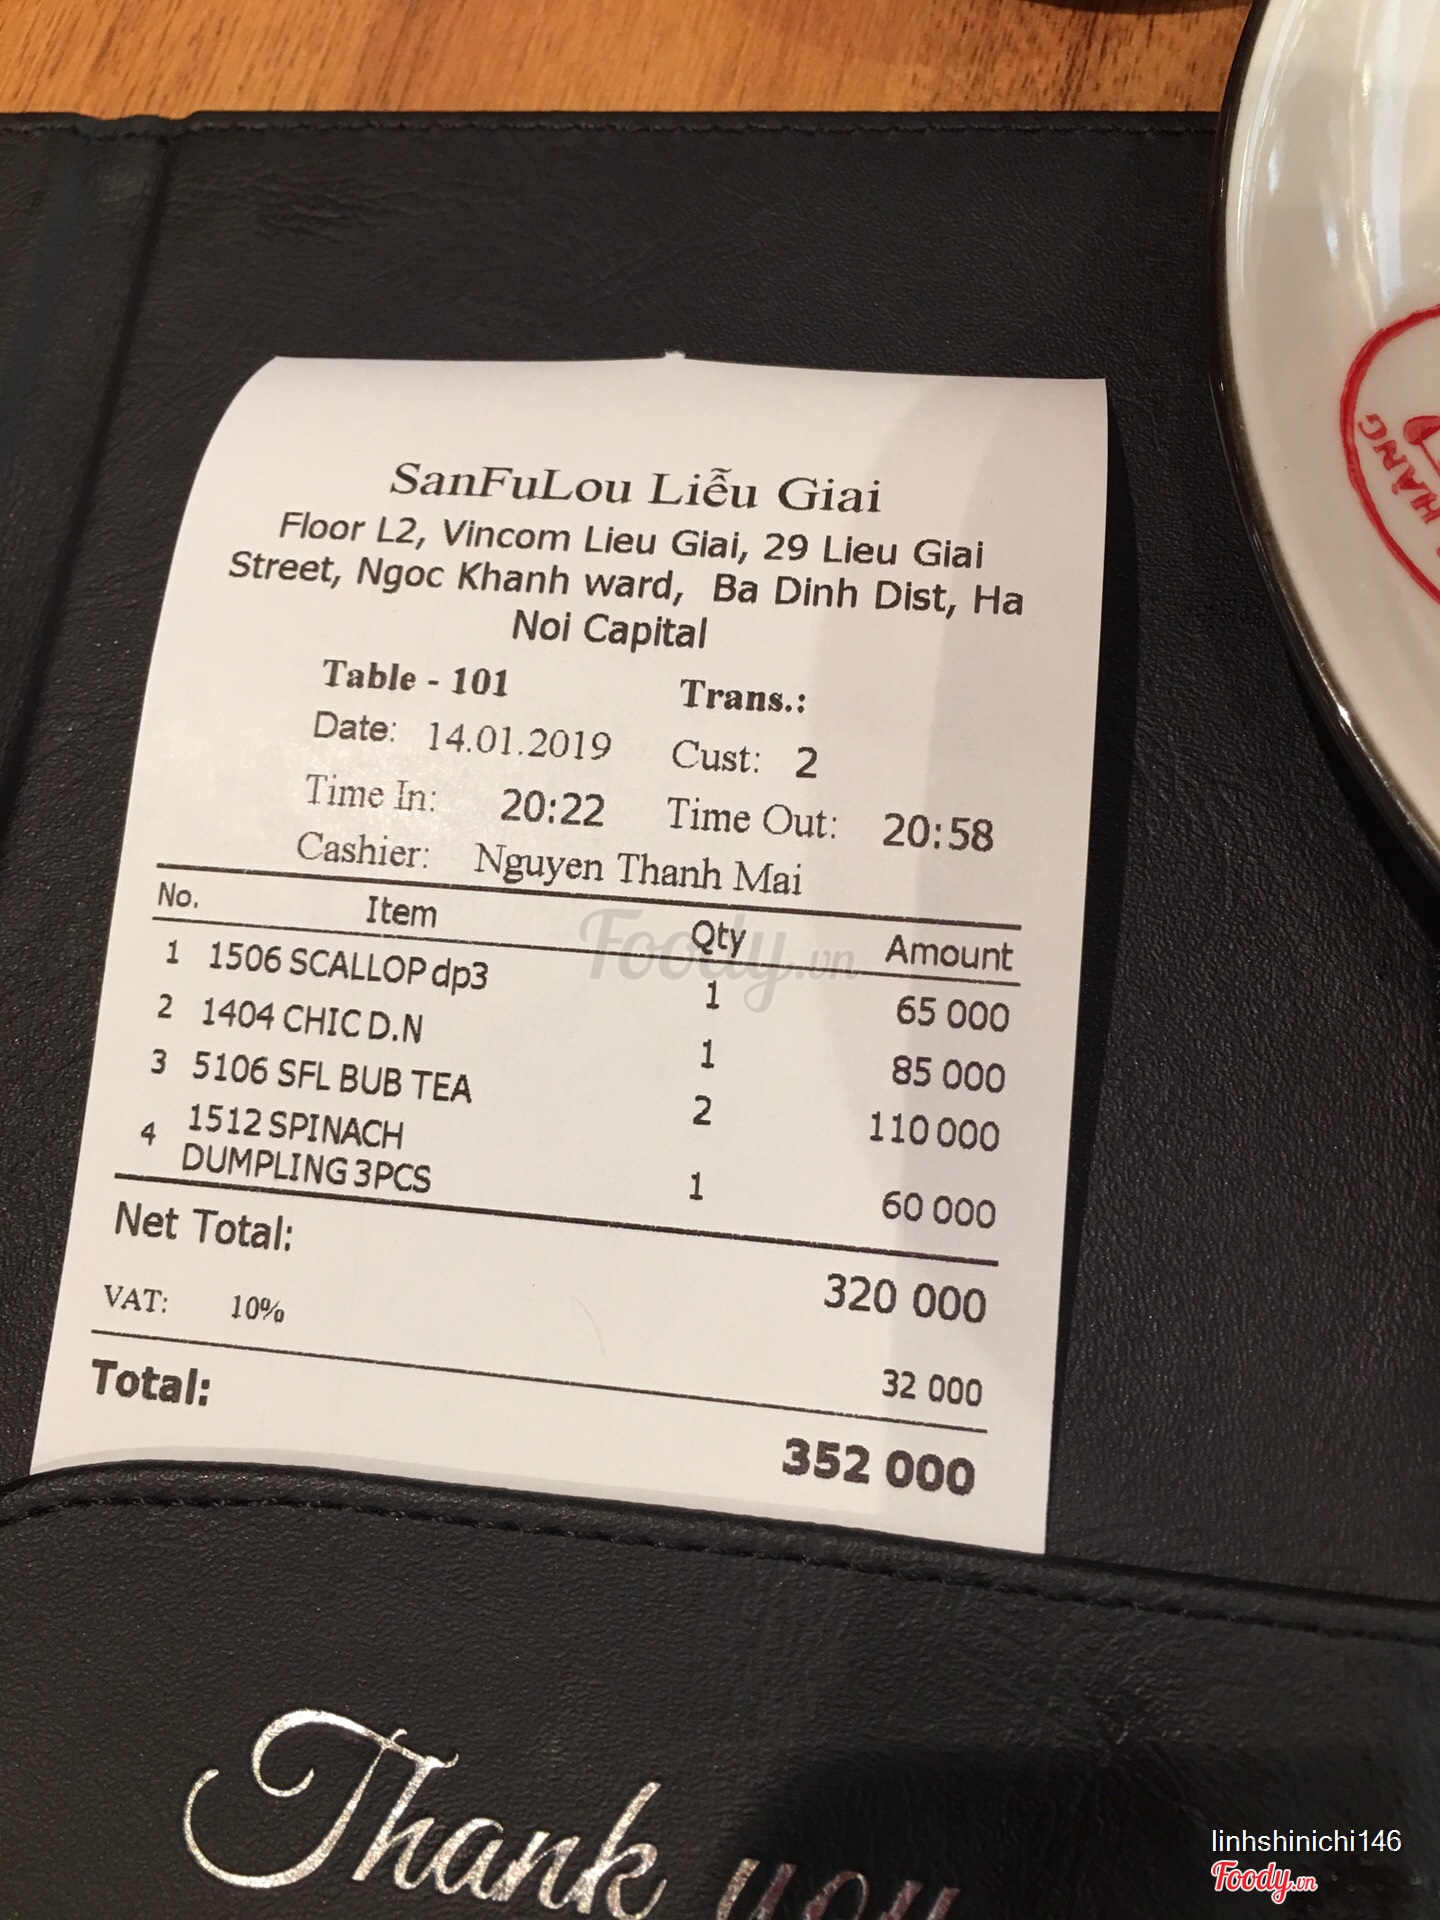 SanFuLou Liễu Giai
Floor L2, Vincom Lieu Giai, 29 Lieu Giai
Street, Ngoc Khanh ward, Ba Dinh Dist, Ha
Noi Capital
Table - 101 Trans.:
Date: 14.01.2019 Cust: 2
Time In: 20:22 Time Out: 20:58
Cashier: Nguyen Thanh Mai
No. Item Qty Amount
1 1506 SCALLOP dp3 1 65 000
2 1404 CHIC D.N 1 85 000
3 5106 SFL BUB TEA 2 110 000
4 1512 SPINACH
DUMPLING 3PCS 1 60 000
Net Total: 320 000
VAT: 10% 32 000
Total: 352 000
Foody.vn
HÀNG
Thank you
linhshinichi146
Foody.vn